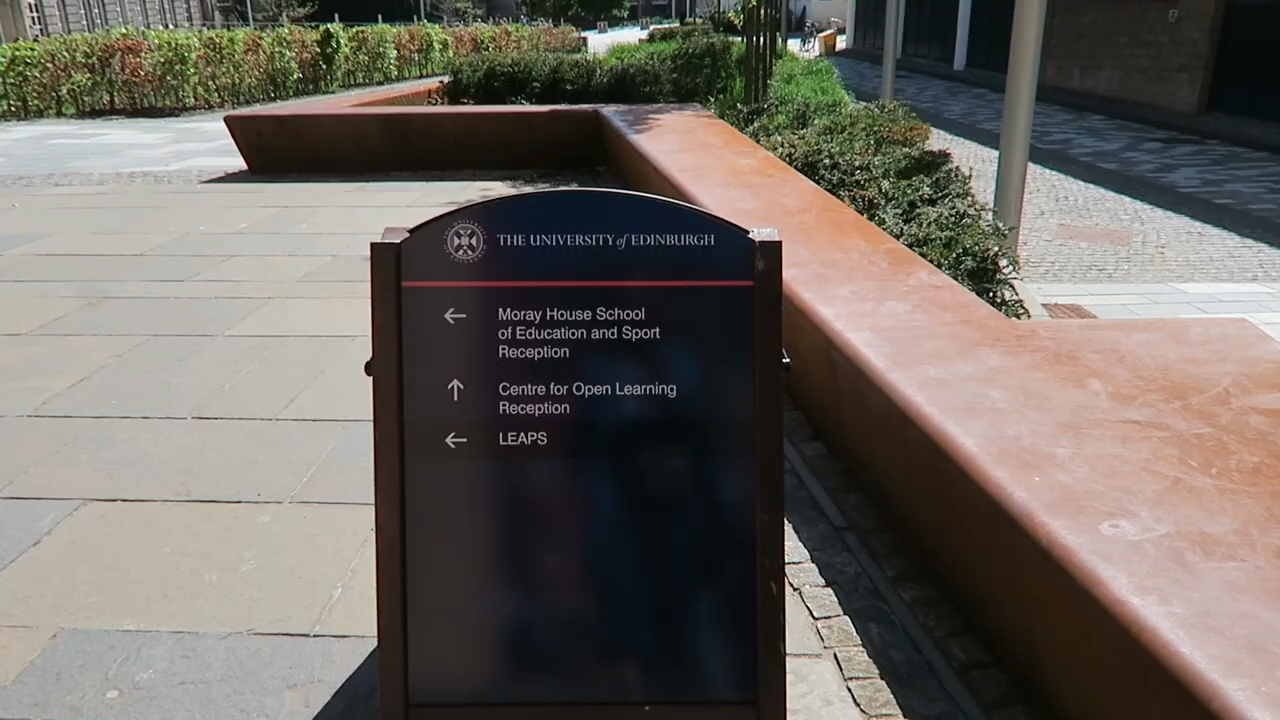 THE UNIVERSITY of EDINBURGH
← Moray House School
of Education and Sport
Reception
↑ Centre for Open Learning
Reception
← LEAPS